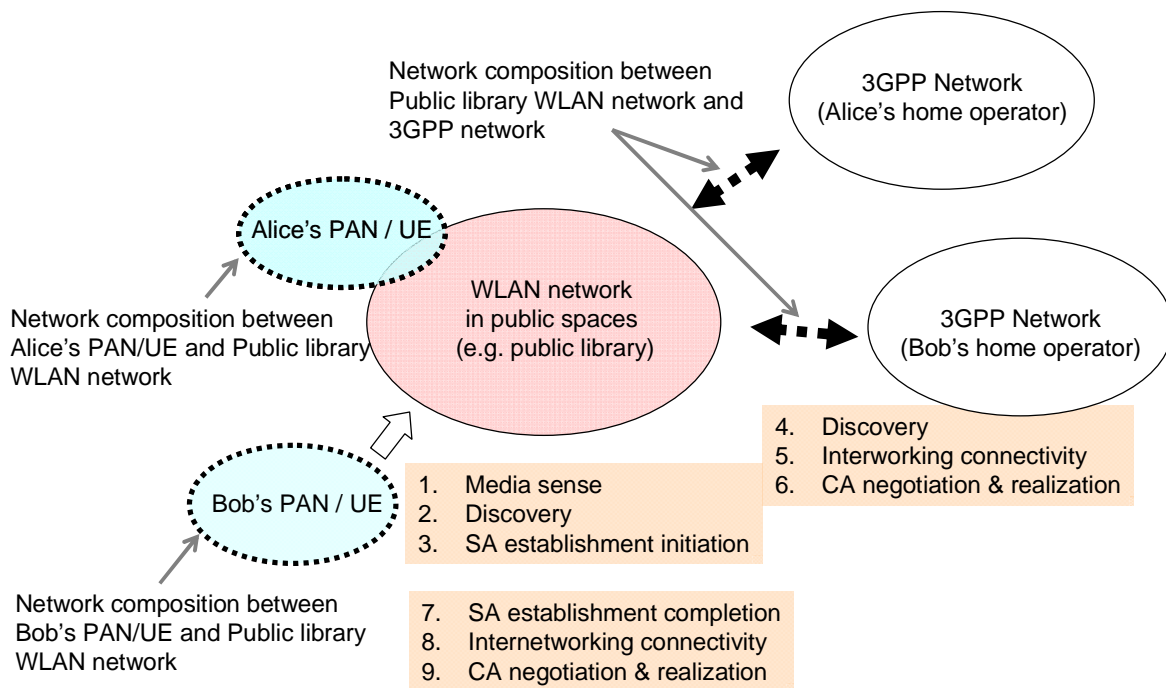 Network composition between
Public library WLAN network and
3GPP network
3GPP Network
(Alice's home operator)
Alice's PAN / UE
WLAN network
in public spaces
(e.g. public library)
3GPP Network
(Bob's home operator)
Network composition between
Alice's PAN/UE and Public library
WLAN network
4. Discovery
5. Interworking connectivity
6. CA negotiation & realization
Bob's PAN / UE
1. Media sense
2. Discovery
3. SA establishment initiation
Network composition between
Bob's PAN/UE and Public library
WLAN network
7. SA establishment completion
8. Internetworking connectivity
9. CA negotiation & realization